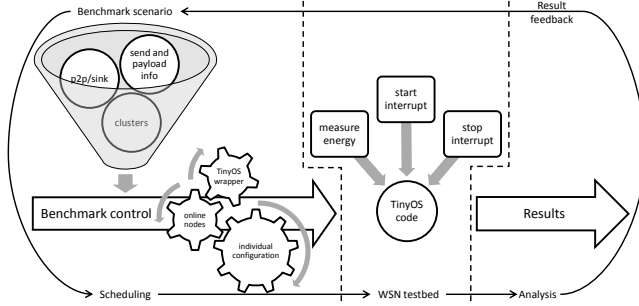 Benchmark scenario
Result
feedback
send and
payload
info
p2p/sink
clusters
start
interrupt
measure
energy
stop
interrupt
TinyOS
wrapper
Benchmark control
online
nodes
individual
configuration
TinyOS
code
Results
Scheduling
WSN testbed
Analysis